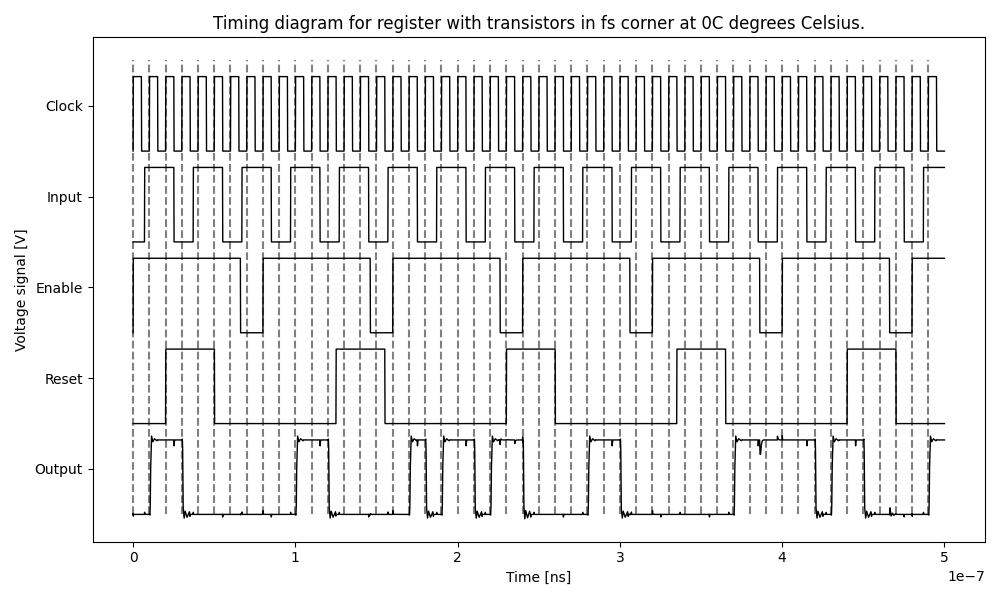 Timing diagram for register with transistors in fs corner at 0C degrees Celsius.
Voltage signal [V]
Clock
Input
Enable
Reset
Output
0 1 2 3 4 5
1e−7
Time [ns]